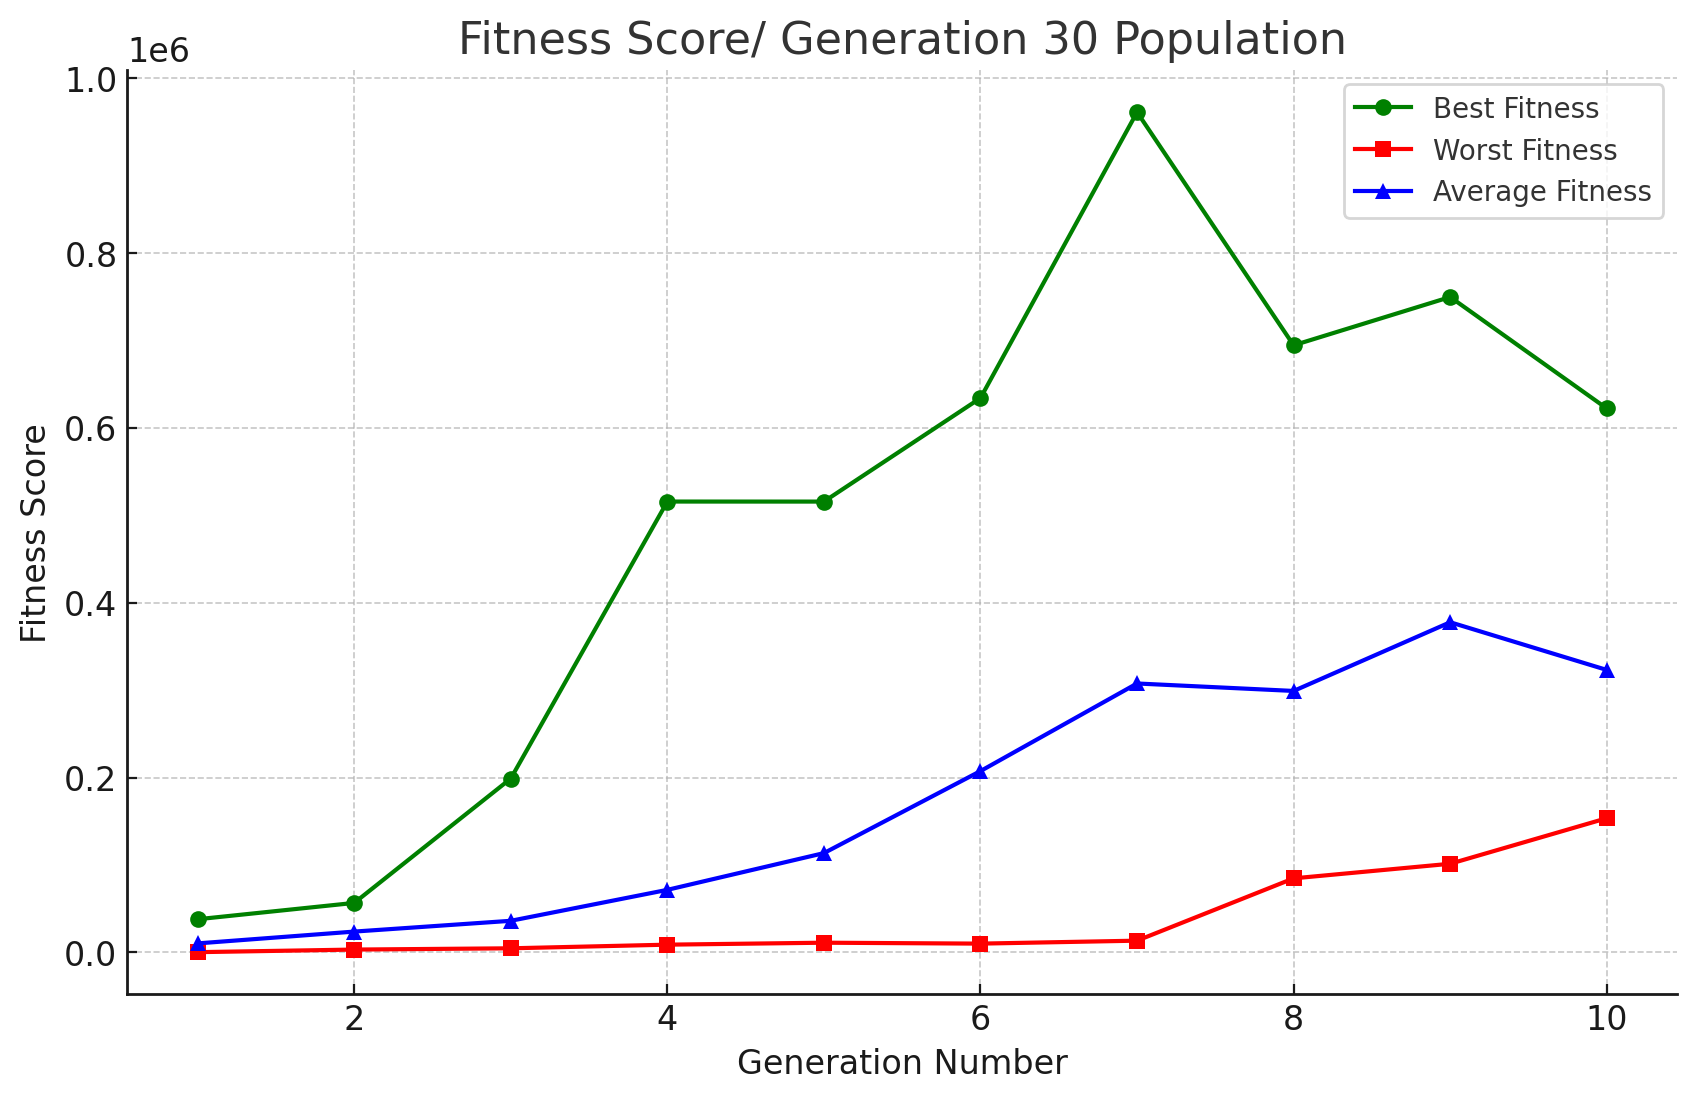 Fitness Score/ Generation 30 Population
1e6
1.0
0.8
0.6
0.4
0.2
0.0
Fitness Score
Best Fitness
Worst Fitness
Average Fitness
2 4 6 8 10
Generation Number